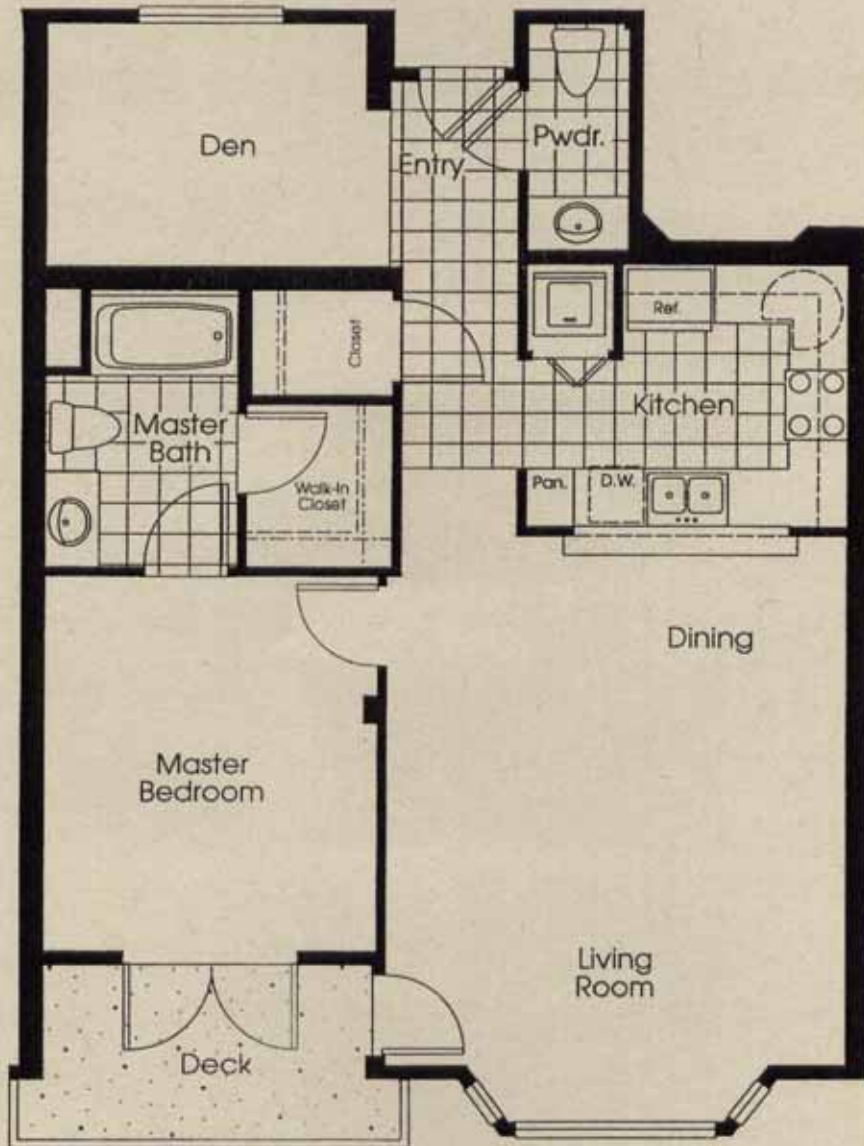 Den
Entry
Pwdr.
Closet
Ref.
Master
Bath
Kitchen
Walk-In
Closet
Pan.
D.W.
Dining
Master
Bedroom
Living
Room
Deck